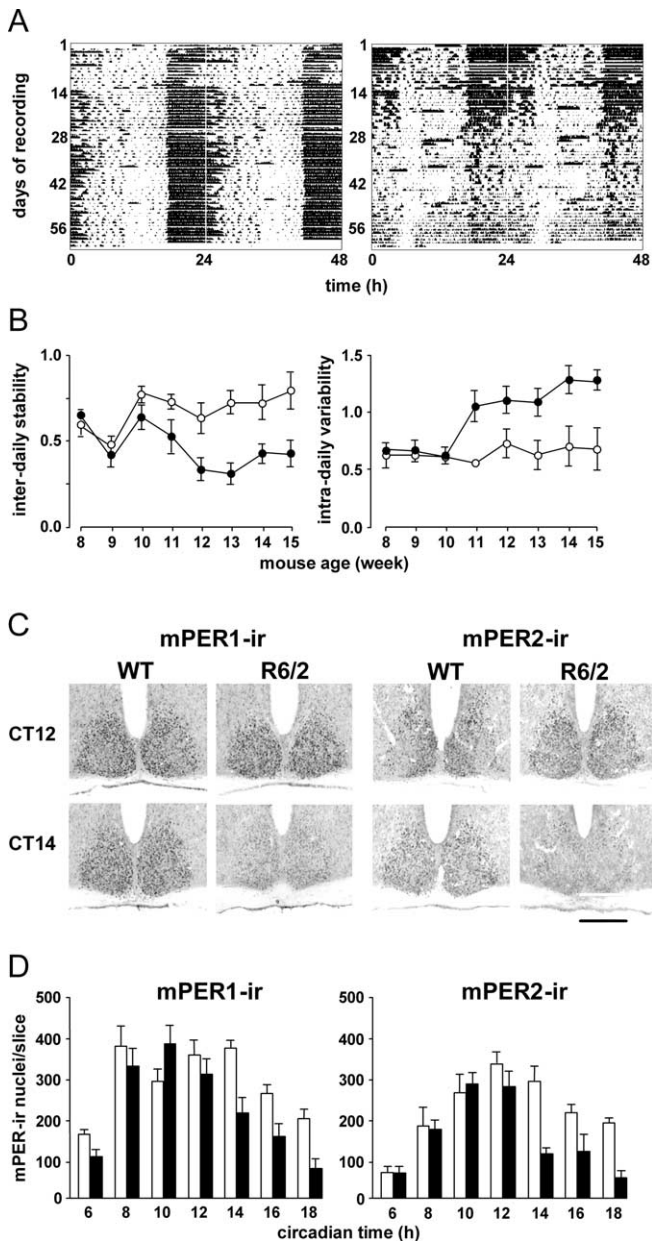 A
days of recording
1
14
28
42
56
0
24
48
1
14
28
42
56
0
24
48
time (h)
B
inter-daily stability
1.0
0.5
0.0
8 9 10 11 12 13 14 15
intra-daily variability
1.5
1.0
0.5
0.0
8 9 10 11 12 13 14 15
mouse age (week)
C
mPER1-ir mPER2-ir
WT R6/2 WT R6/2
CT12
CT14
D
mPER1-ir mPER2-ir
mPER-ir nuclei/slice
500
400
300
200
100
0
6 8 10 12 14 16 18
500
400
300
200
100
0
6 8 10 12 14 16 18
circadian time (h)